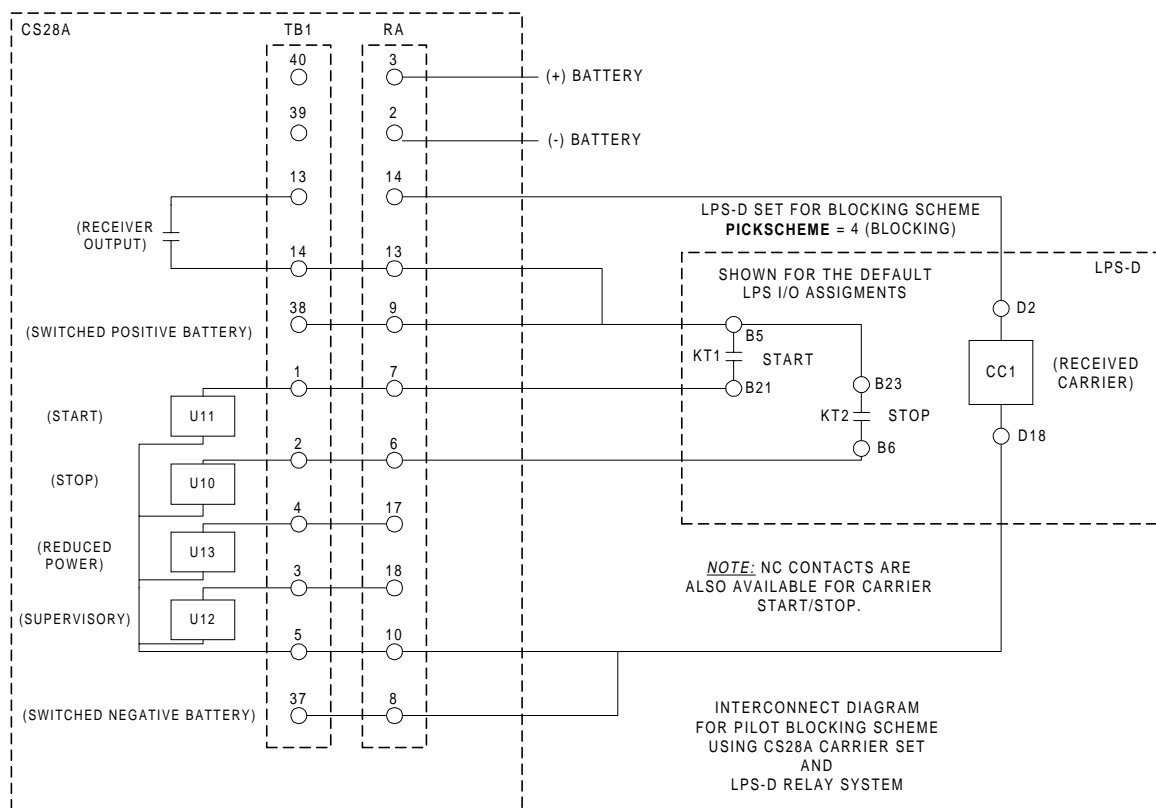 CS28A
TB1 RA
40 3
(+) BATTERY
39 2
(-) BATTERY
13 14
(RECEIVER
OUTPUT)
14 13
LPS-D SET FOR BLOCKING SCHEME
PICKSCHEME = 4 (BLOCKING)
SHOWN FOR THE DEFAULT
LPS I/O ASSIGMENTS
LPS-D
(SWITCHED POSITIVE BATTERY)
38 9
B5
KT1 START
B21
B23
KT2 STOP
B6
D2
CC1
(RECEIVED
CARRIER)
D18
(START)
U11
1 7
(STOP)
U10
2 6
(REDUCED
POWER)
U13
4 17
(SUPERVISORY)
U12
3 18
5 10
(SWITCHED NEGATIVE BATTERY)
37 8
NOTE: NC CONTACTS ARE
ALSO AVAILABLE FOR CARRIER
START/STOP.
INTERCONNECT DIAGRAM
FOR PILOT BLOCKING SCHEME
USING CS28A CARRIER SET
AND
LPS-D RELAY SYSTEM